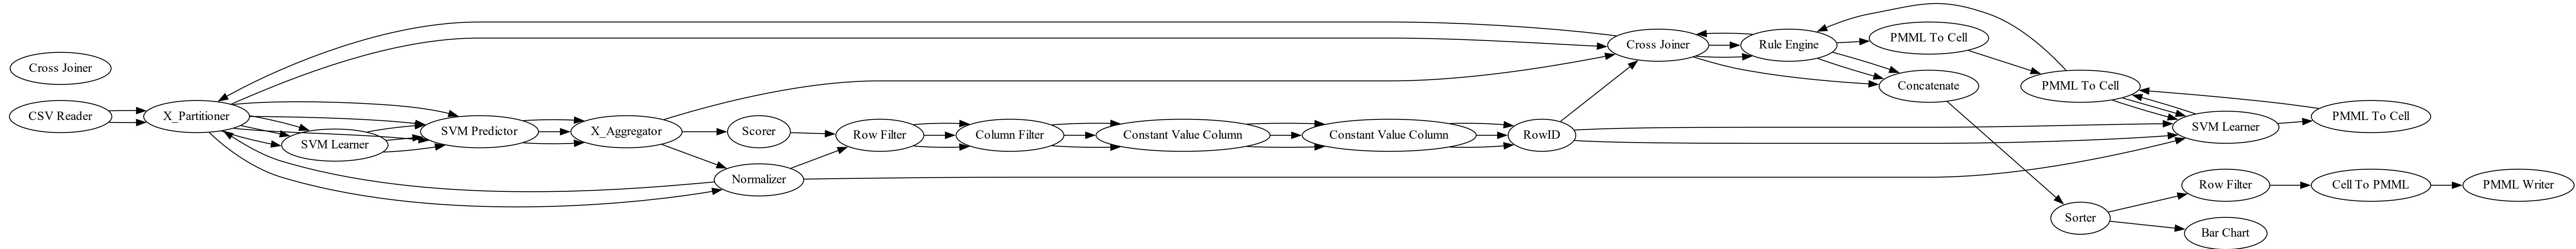 Cross Joiner
CSV Reader
X_Partitioner
SVM Learner
SVM Predictor
X_Aggregator
Scorer
Normalizer
Row Filter
Column Filter
Constant Value Column
Constant Value Column
RowID
Cross Joiner
Rule Engine
PMML To Cell
Concatenate
PMML To Cell
SVM Learner
PMML To Cell
Sorter
Row Filter
Cell To PMML
PMML Writer
Bar Chart